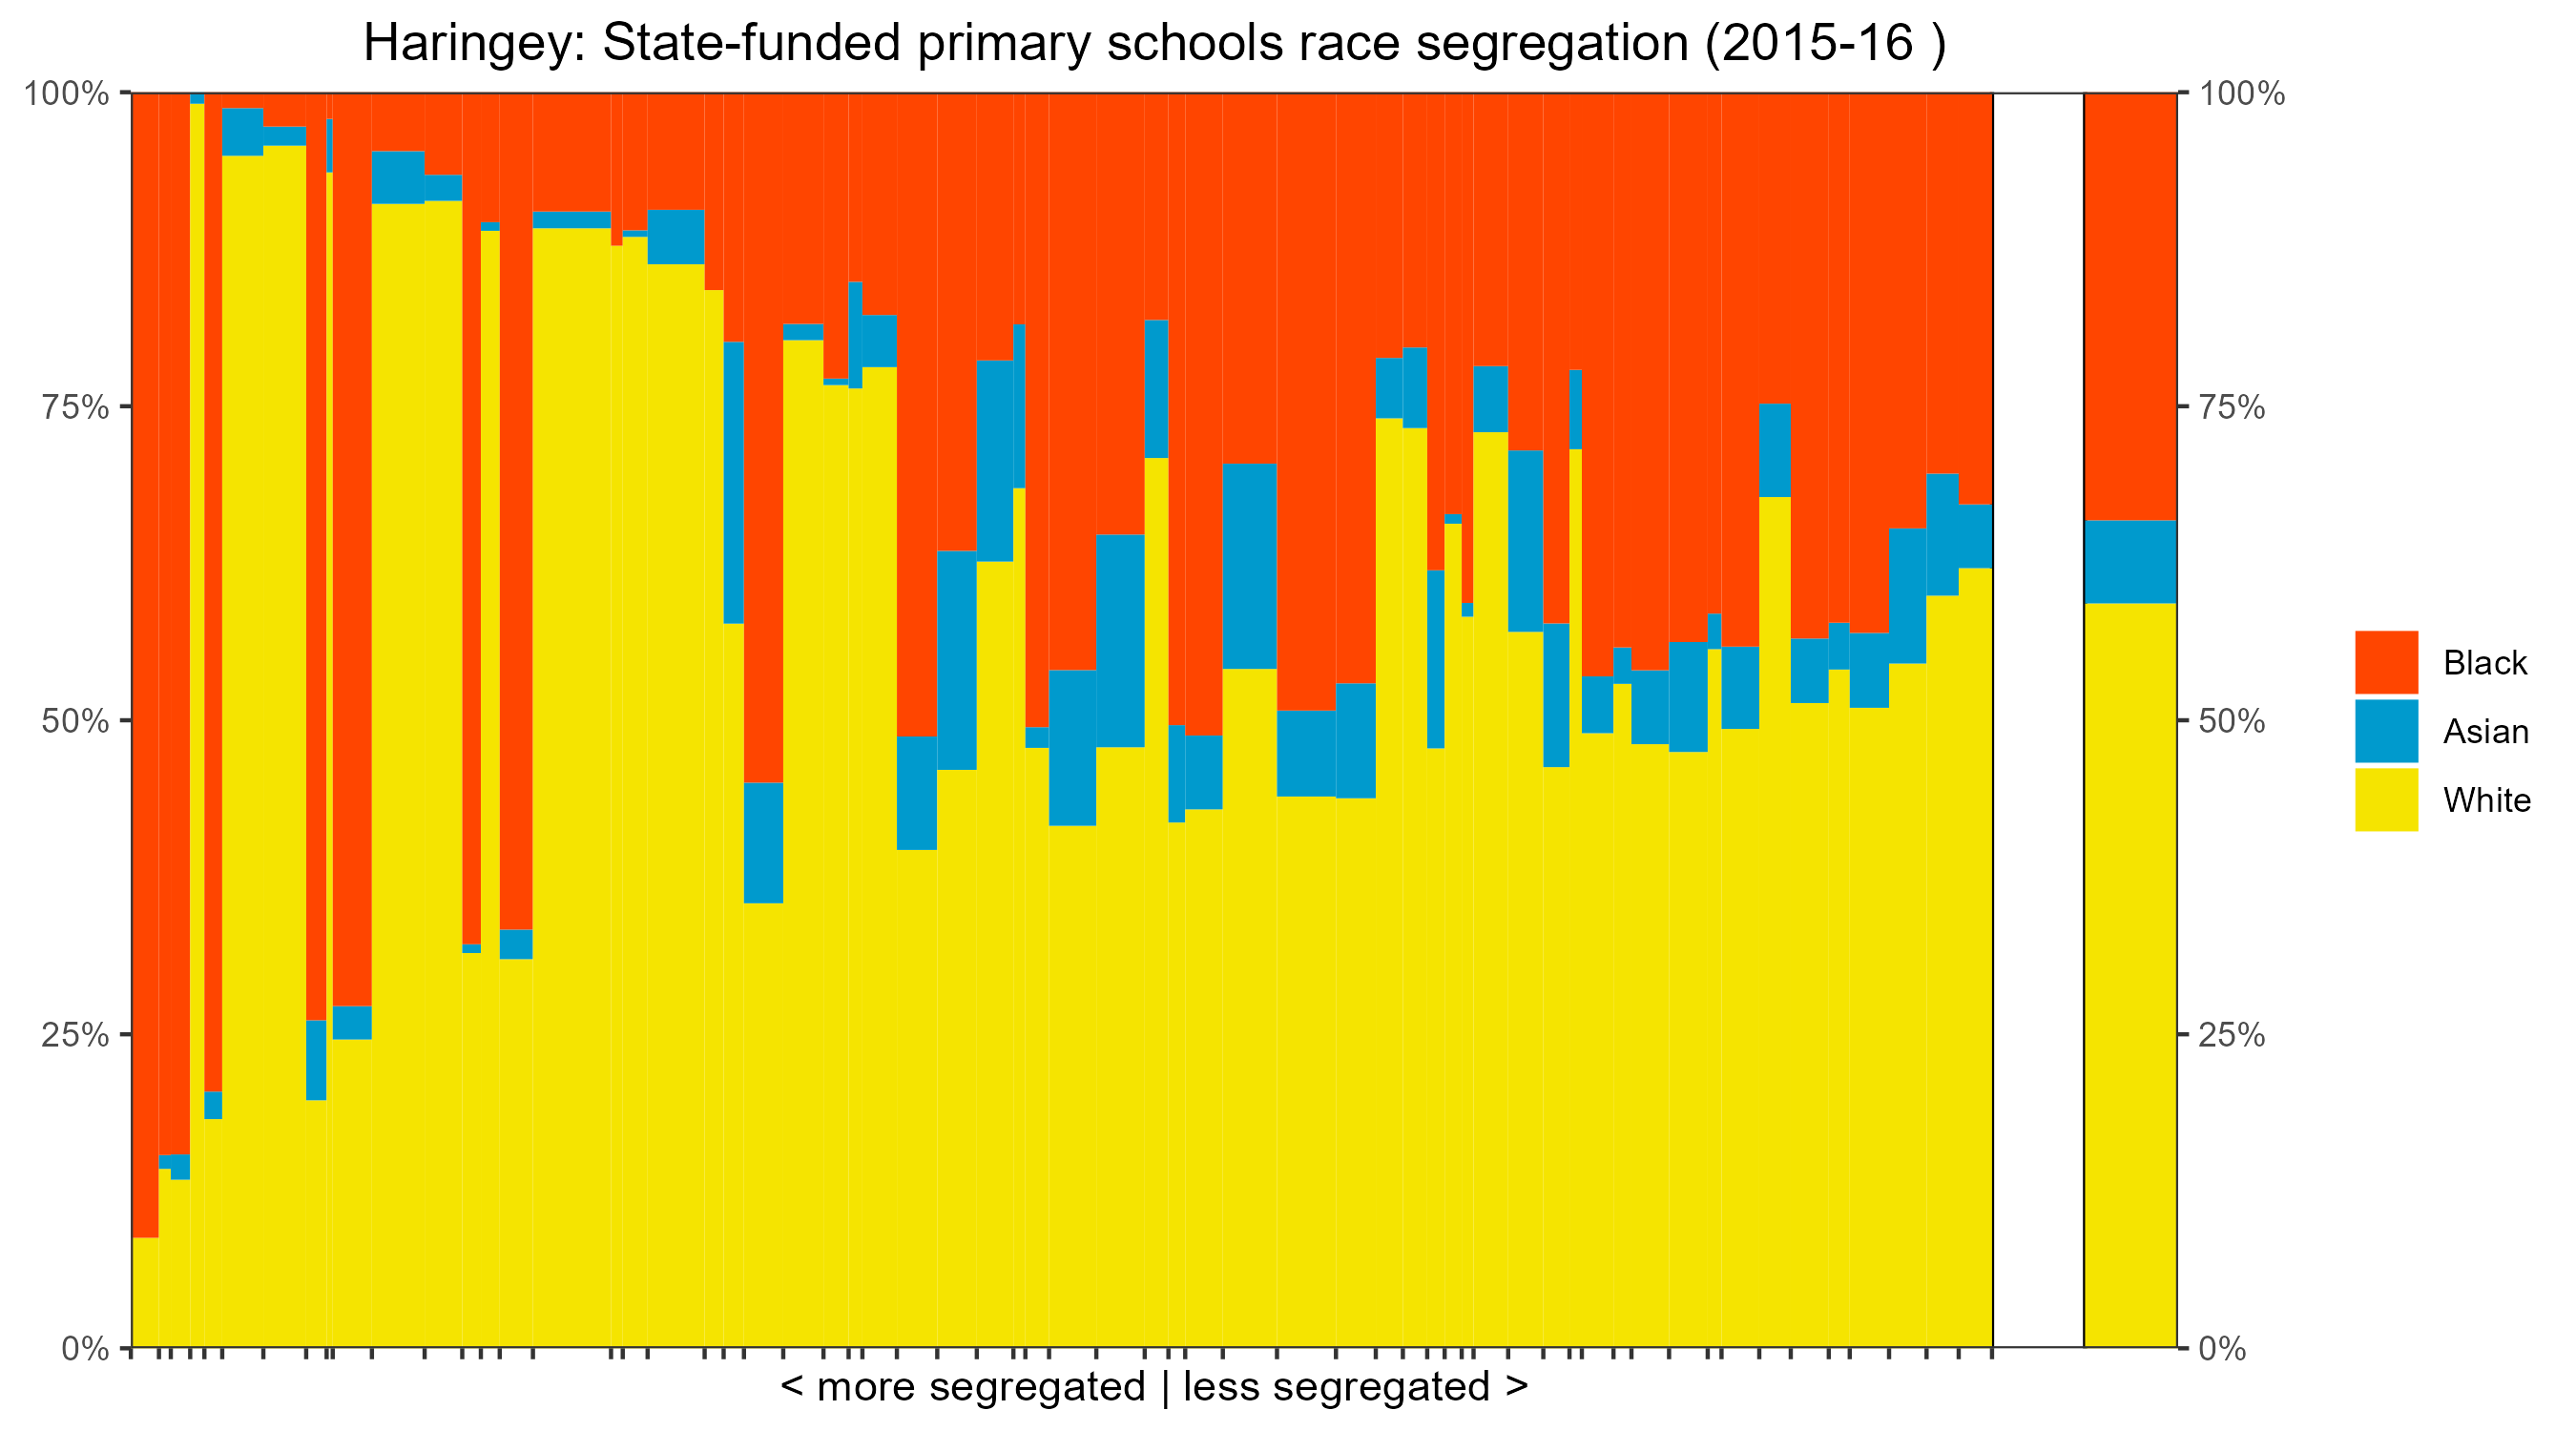 Haringey: State-funded primary schools race segregation (2015-16 )
100%
75%
50%
25%
0%
100%
75%
50%
25%
0%
Black
Asian
White
< more segregated | less segregated >